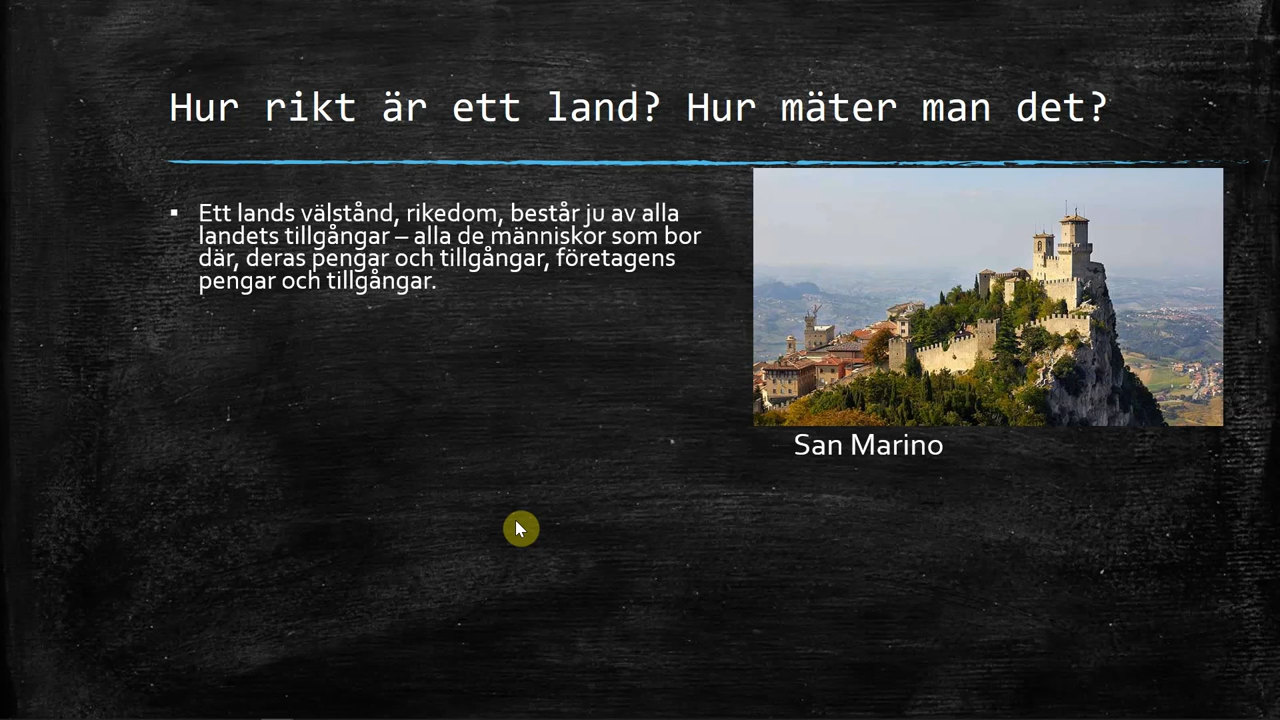 Hur rikt är ett land? Hur mäter man det?
▪ Ett lands välstånd, rikedom, består ju av alla
landets tillgångar – alla de människor som bor
där, deras pengar och tillgångar, företagens
pengar och tillgångar.
San Marino